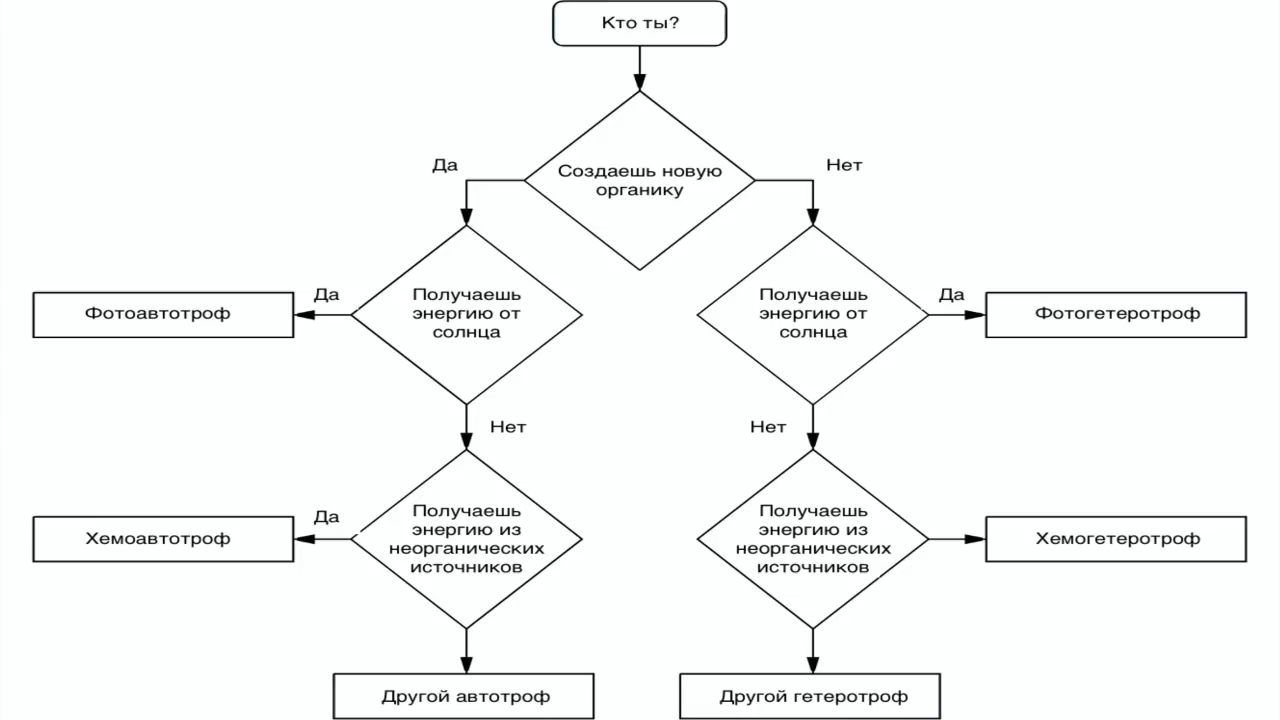 Кто ты?
Да
Создаешь новую
органику
Нет
Получаешь
энергию от
солнца
Да
Фотоавтотроф
Получаешь
энергию от
солнца
Да
Фотогетеротроф
Нет
Нет
Получаешь
энергию из
неорганических
источников
Да
Хемоавтотроф
Получаешь
энергию из
неорганических
источников
Хемогетеротроф
Другой автотроф
Другой гетеротроф